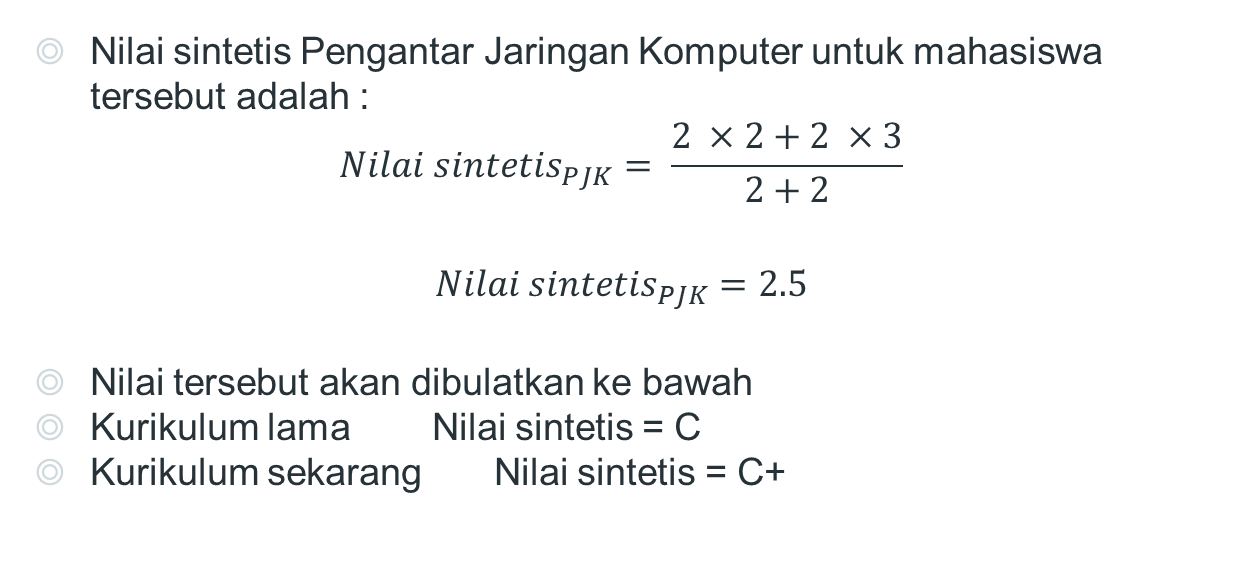 Nilai sintetis Pengantar Jaringan Komputer untuk mahasiswa
tersebut adalah :
Nilai sintetis_PJK = (2 × 2 + 2 × 3) / (2 + 2)
Nilai sintetis_PJK = 2.5
Nilai tersebut akan dibulatkan ke bawah
Kurikulum lama Nilai sintetis = C
Kurikulum sekarang Nilai sintetis = C+